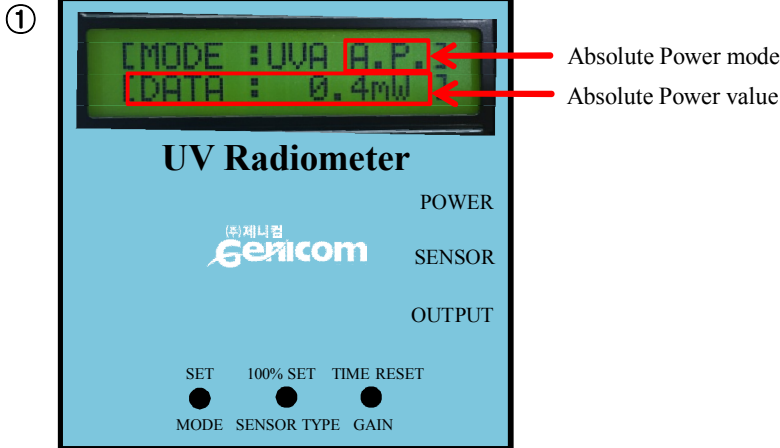 ①
[MODE :UVA A.P.]
Absolute Power mode
[DATA : 0.4mW ]
Absolute Power value
UV Radiometer
POWER
(주)제니컴
Genicom
SENSOR
OUTPUT
SET 100% SET TIME RESET
MODE SENSOR TYPE GAIN